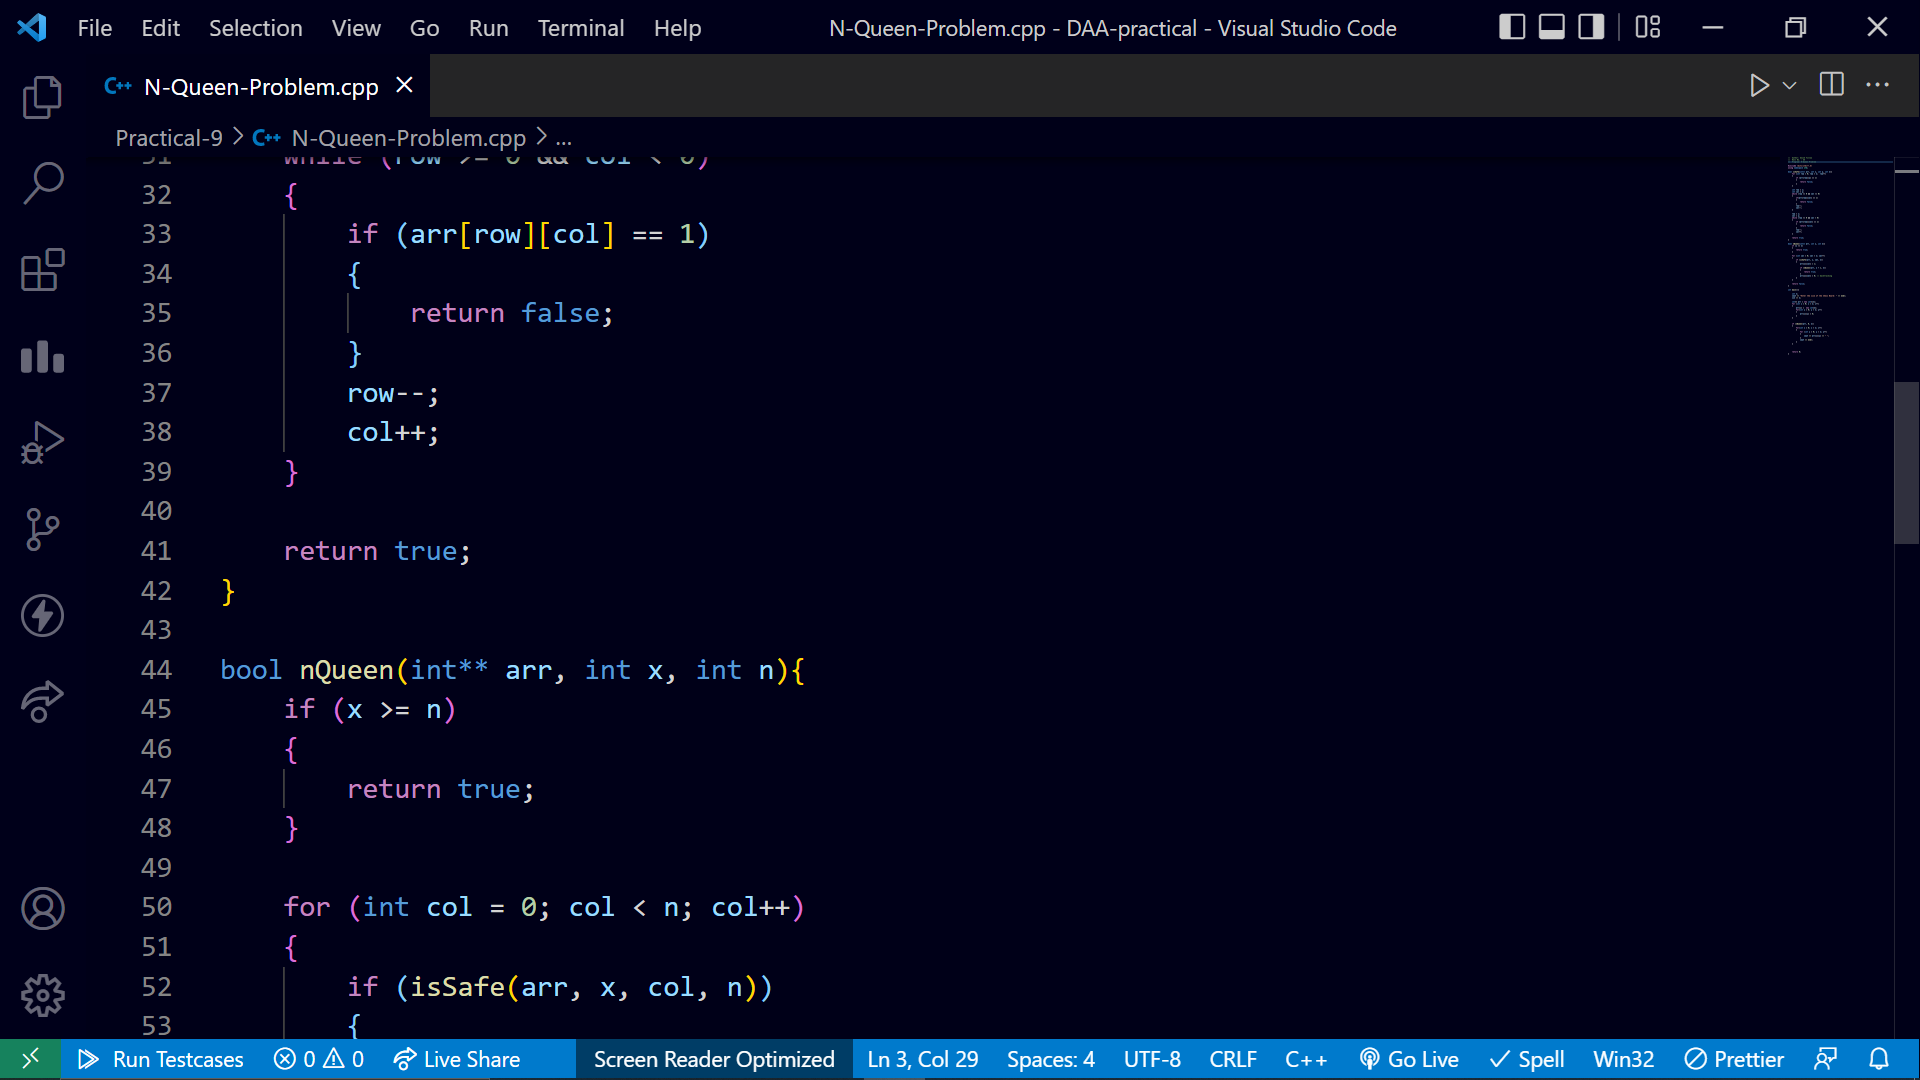 File Edit Selection View Go Run Terminal Help N-Queen-Problem.cpp - DAA-practical - Visual Studio Code
C++ N-Queen-Problem.cpp
Practical-9 > C++ N-Queen-Problem.cpp > ...
32 {
33 if (arr[row][col] == 1)
34 {
35 return false;
36 }
37 row--;
38 col++;
39 }
40
41 return true;
42 }
43
44 bool nQueen(int** arr, int x, int n){
45 if (x >= n)
46 {
47 return true;
48 }
49
50 for (int col = 0; col < n; col++)
51 {
52 if (isSafe(arr, x, col, n))
53 {
Run Testcases 0 0 Live Share Screen Reader Optimized Ln 3, Col 29 Spaces: 4 UTF-8 CRLF C++ Go Live Spell Win32 Prettier